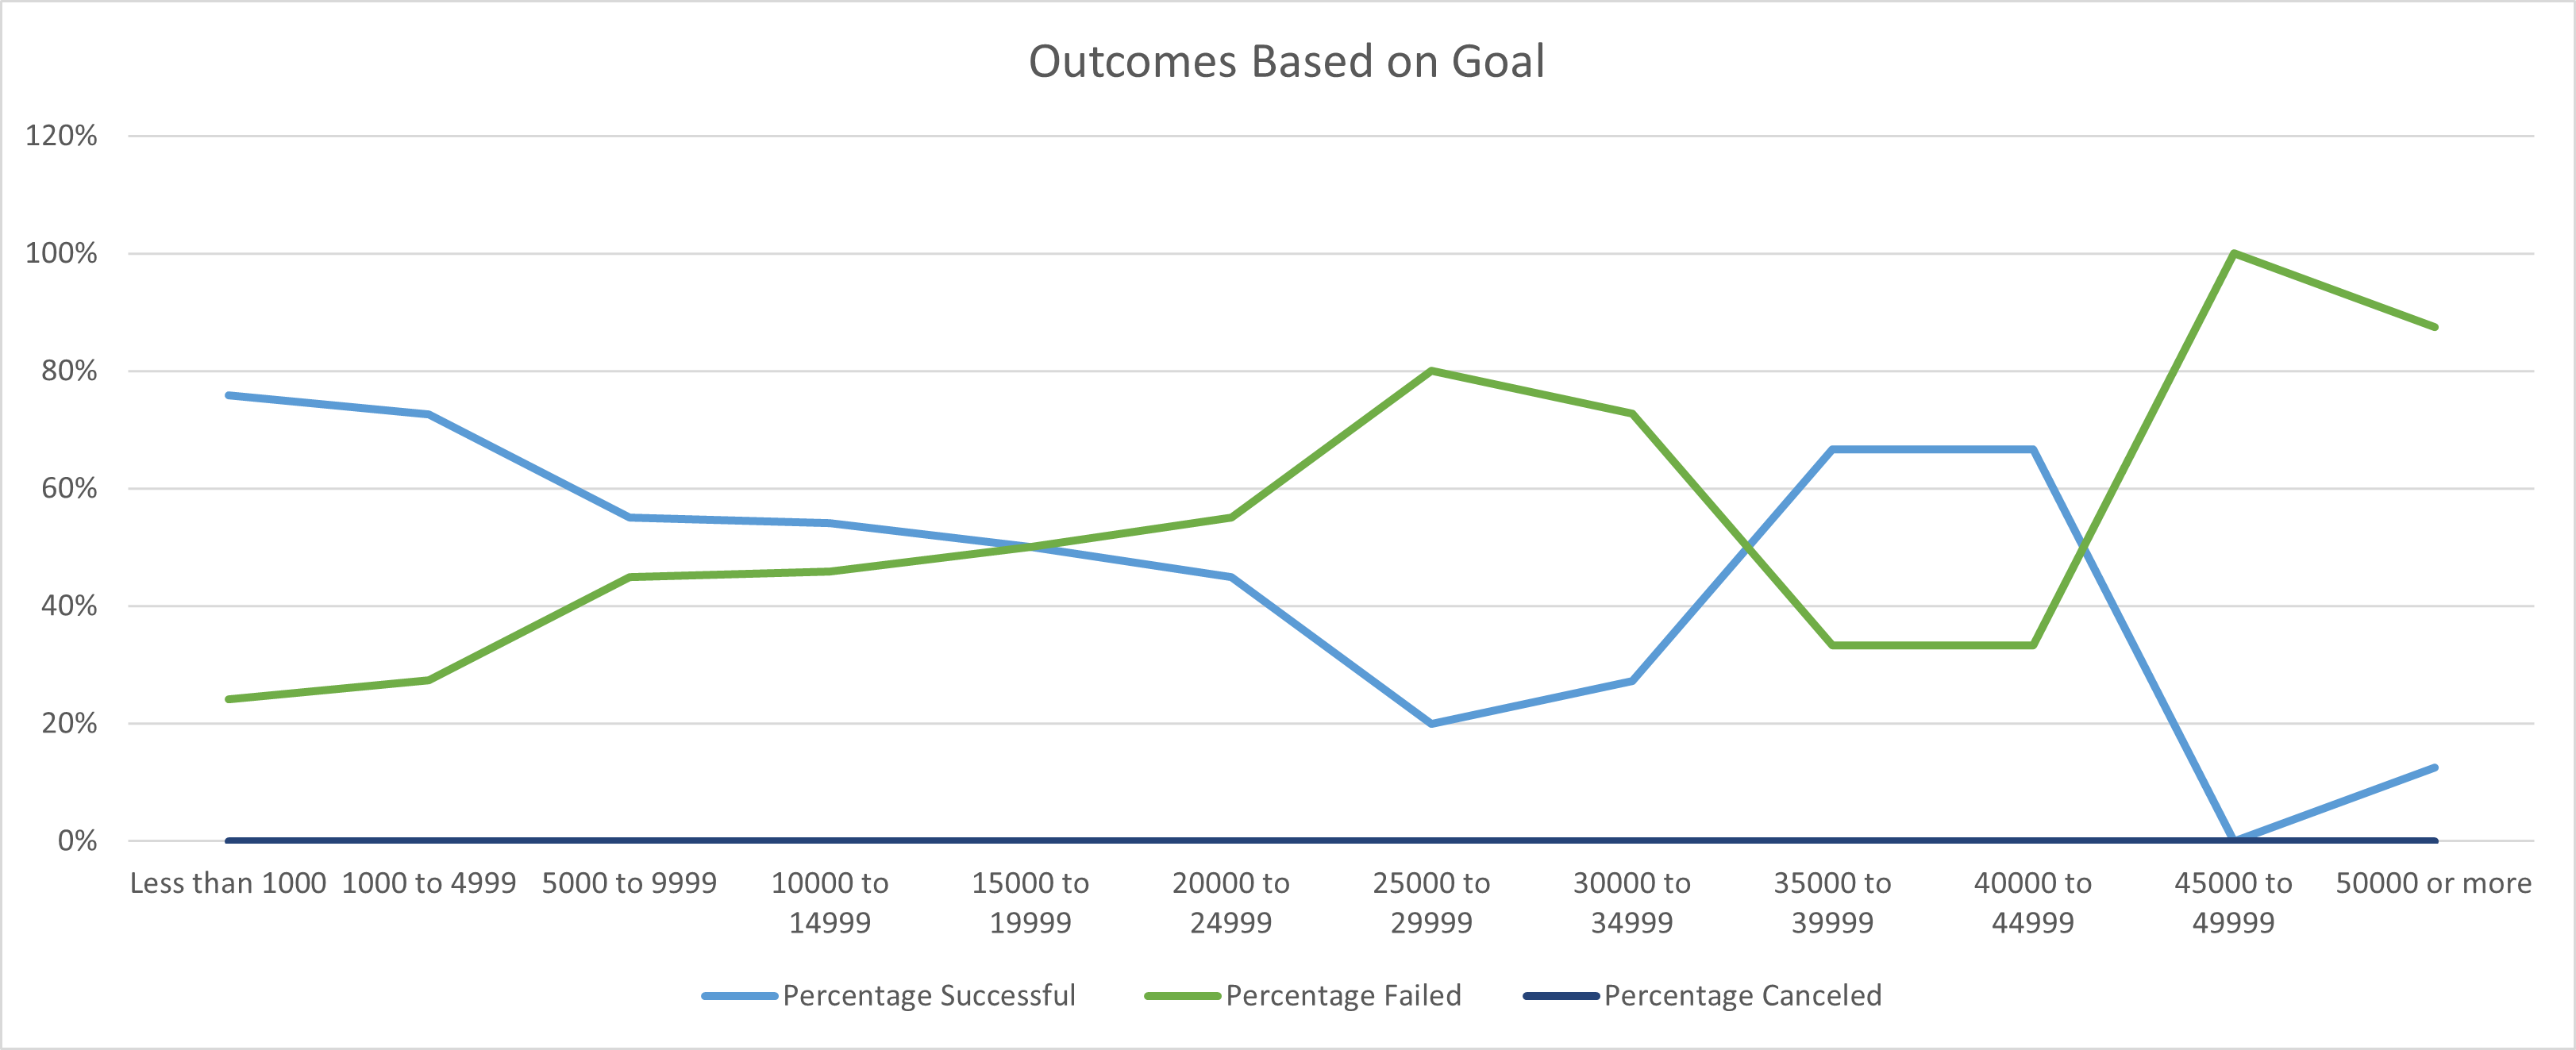 Outcomes Based on Goal
120%
100%
80%
60%
40%
20%
0%
Less than 1000 1000 to 4999 5000 to 9999 10000 to 15000 to 20000 to 25000 to 30000 to 35000 to 40000 to 45000 to 50000 or more
14999 19999 24999 29999 34999 39999 44999 49999
Percentage Successful Percentage Failed Percentage Canceled